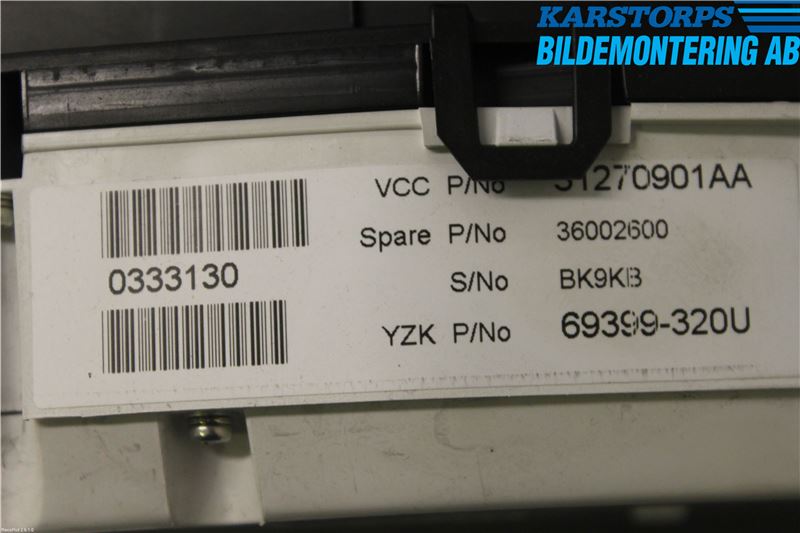 KARSTORPS
BILDEMONTERING AB
VCC P/No 31270901AA
Spare P/No 36002600
0333130
S/No BK9KB
YZK P/No 69399-320U